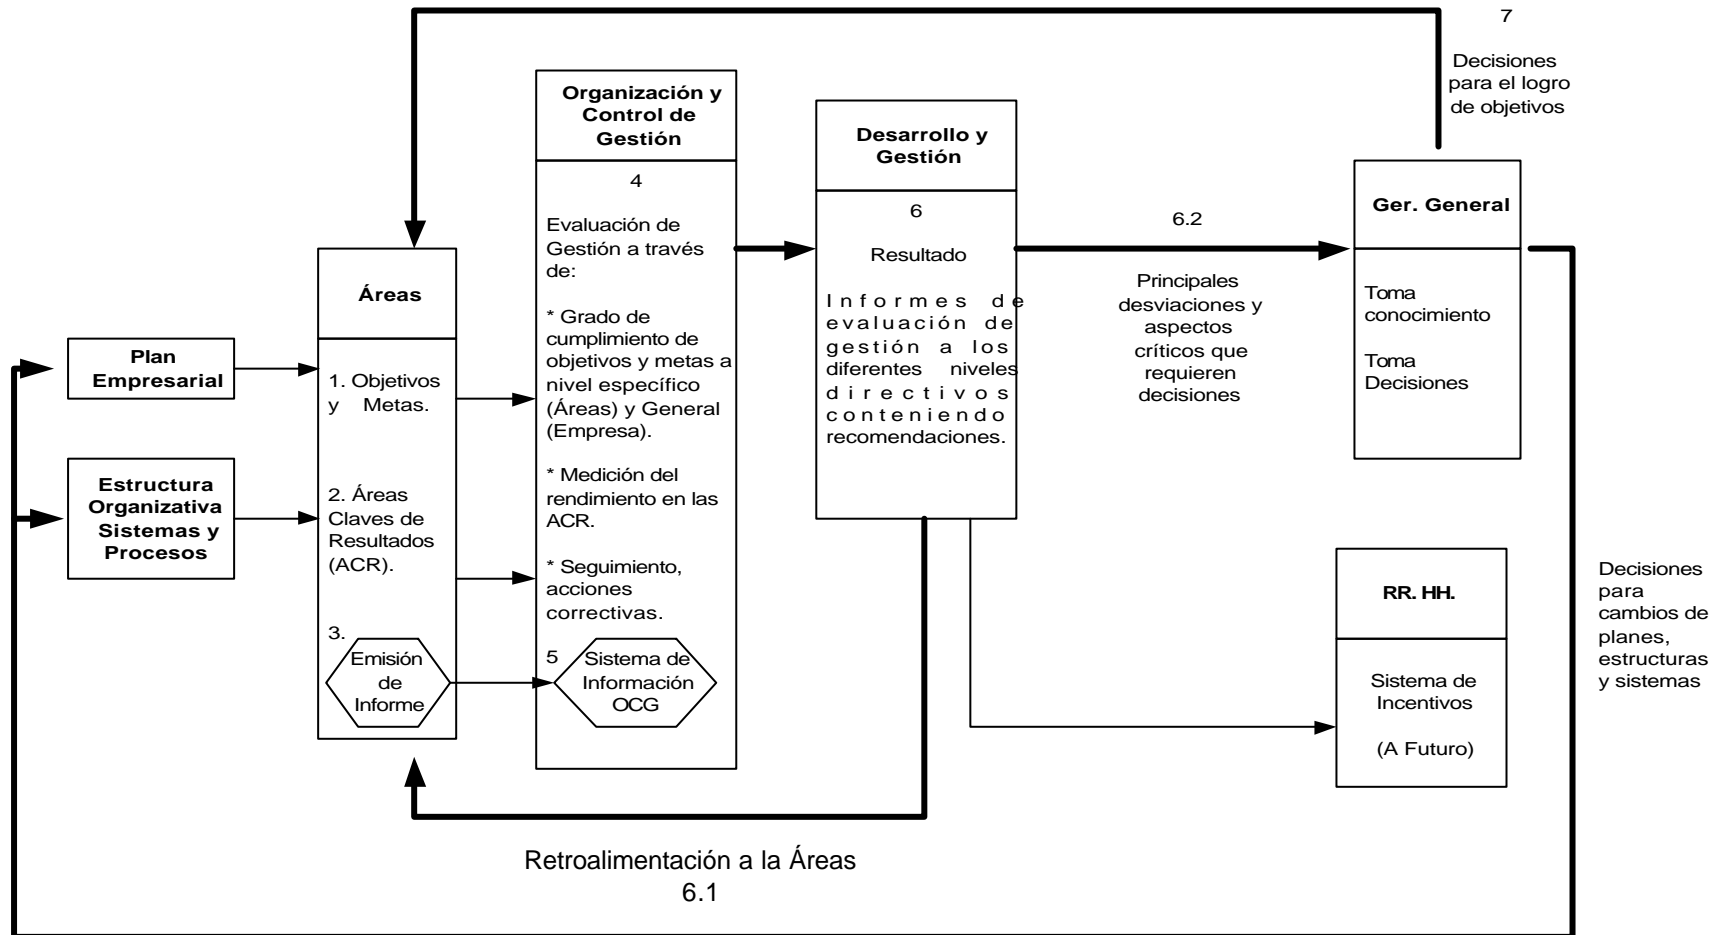 7
Decisiones
para el logro
de objetivos
Organización y
Control de
Gestión
Desarrollo y
Gestión
Ger. General
4
6
6.2
Evaluación de
Gestión a través
de:
* Grado de
cumplimiento de
objetivos y metas a
nivel específico
(Áreas) y General
(Empresa).
* Medición del
rendimiento en las
ACR.
* Seguimiento,
acciones
correctivas.
5
Sistema de
Información
OCG
Resultado
Informes de
evaluación de
gestión a los
diferentes niveles
directivos
conteniendo
recomendaciones.
Principales
desviaciones y
aspectos
críticos que
requieren
decisiones
Toma
conocimiento
Toma
Decisiones
Áreas
1. Objetivos
y Metas.
2. Áreas
Claves de
Resultados
(ACR).
3.
Emisión
de
Informe
Plan
Empresarial
Estructura
Organizativa
Sistemas y
Procesos
RR. HH.
Sistema de
Incentivos
(A Futuro)
Decisiones
para
cambios de
planes,
estructuras
y sistemas
Retroalimentación a la Áreas
6.1